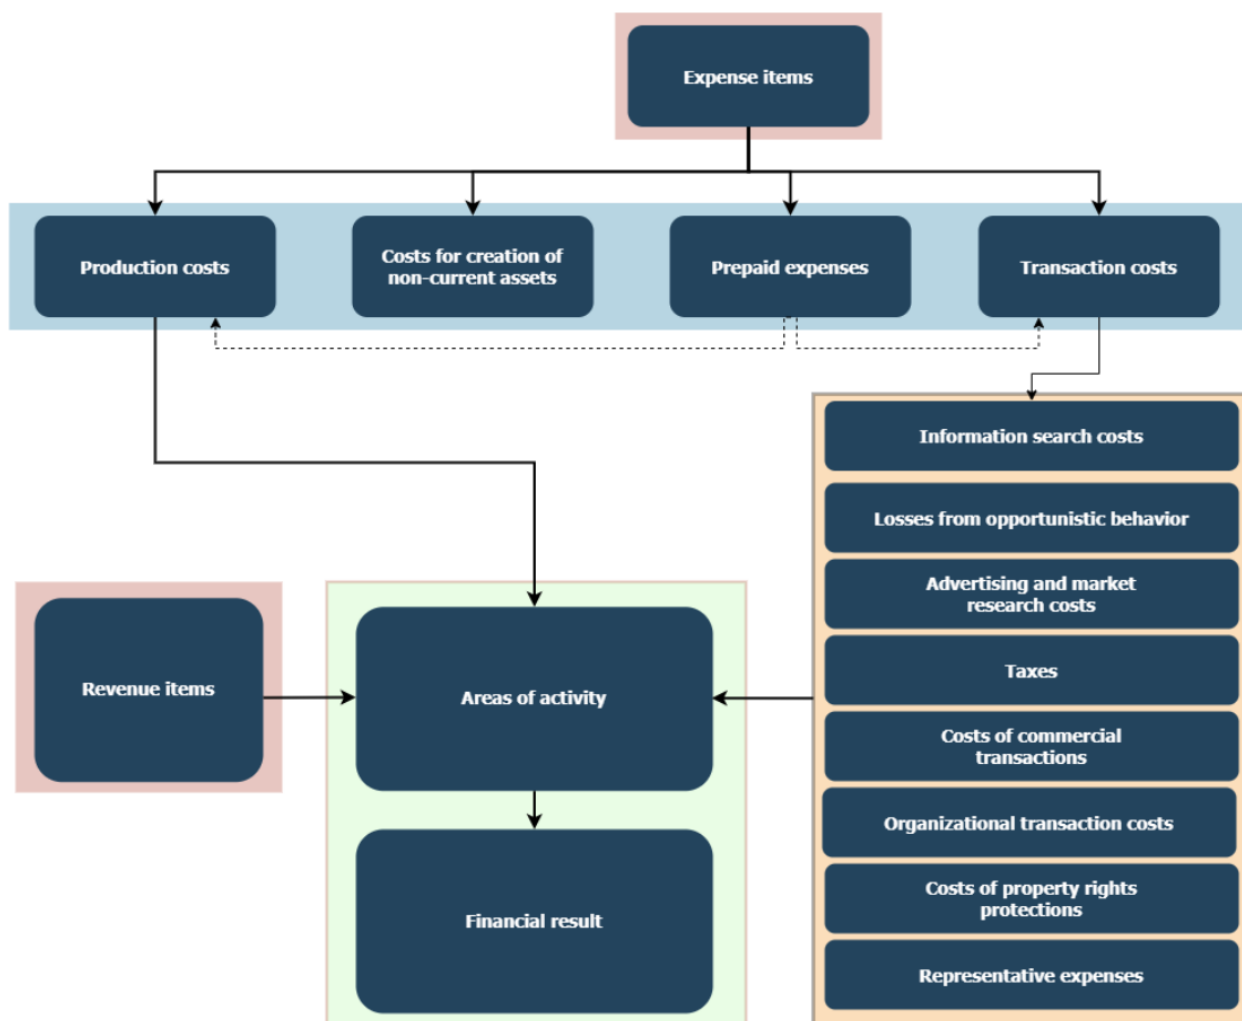 Expense items
Production costs
Costs for creation of
non-current assets
Prepaid expenses
Transaction costs
Information search costs
Losses from opportunistic behavior
Advertising and market
research costs
Taxes
Costs of commercial
transactions
Organizational transaction costs
Costs of property rights
protections
Representative expenses
Revenue items
Areas of activity
Financial result